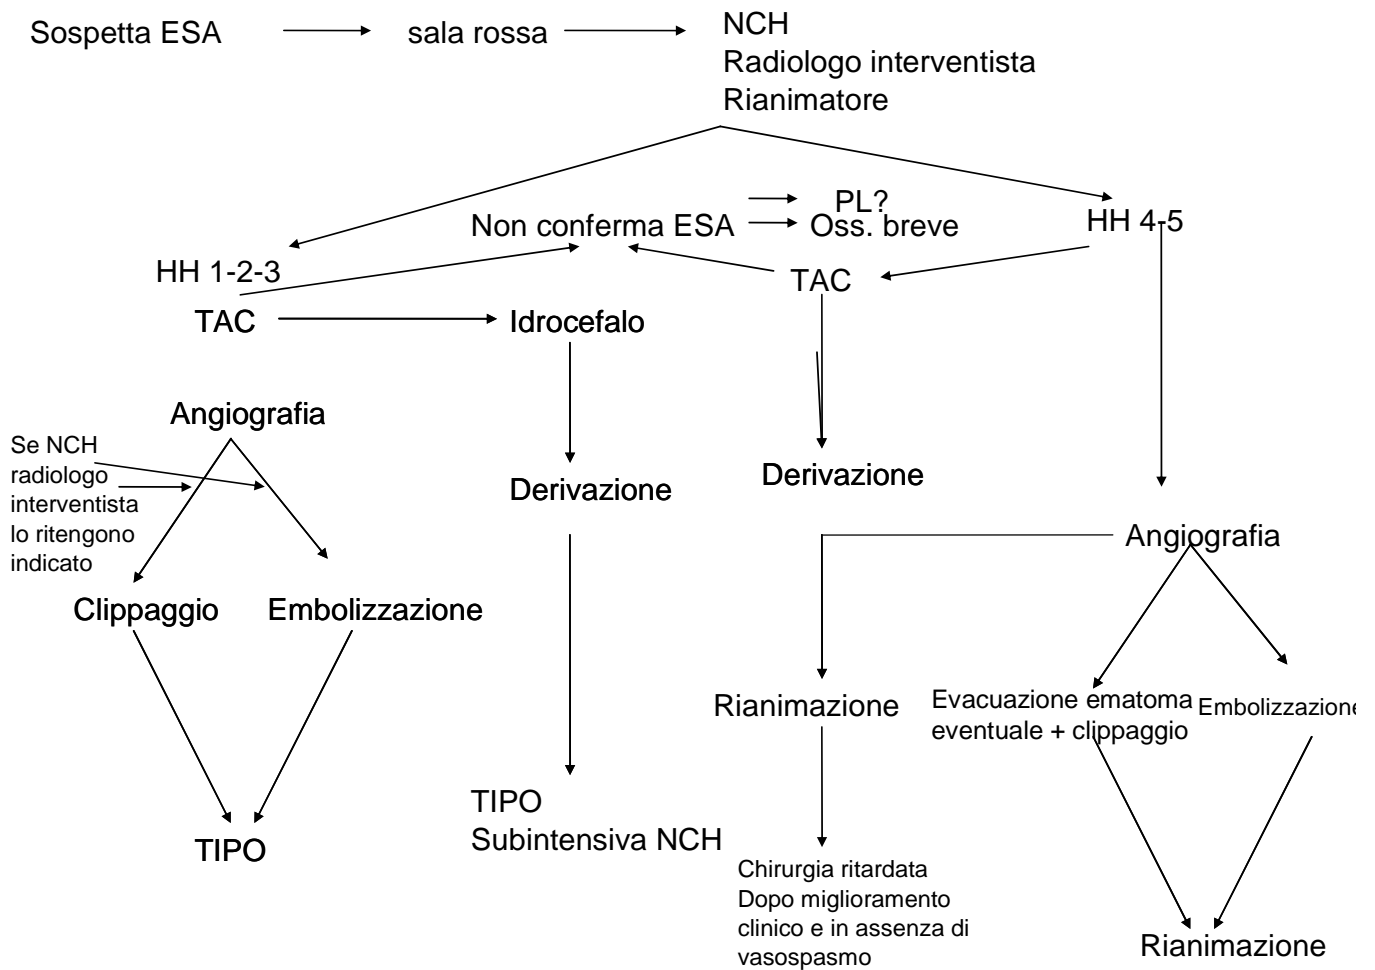 Sospetta ESA
sala rossa
NCH
Radiologo interventista
Rianimatore
PL?
Non conferma ESA
Oss. breve
HH 4-5
HH 1-2-3
TAC
TAC
Idrocefalo
Angiografia
Se NCH
radiologo
interventista
lo ritengono
indicato
Derivazione
Derivazione
Angiografia
Clippaggio
Embolizzazione
Rianimazione
Evacuazione ematoma
eventuale + clippaggio
Embolizzazione
TIPO
Subintensiva NCH
TIPO
Chirurgia ritardata
Dopo miglioramento
clinico e in assenza di
vasospasmo
Rianimazione